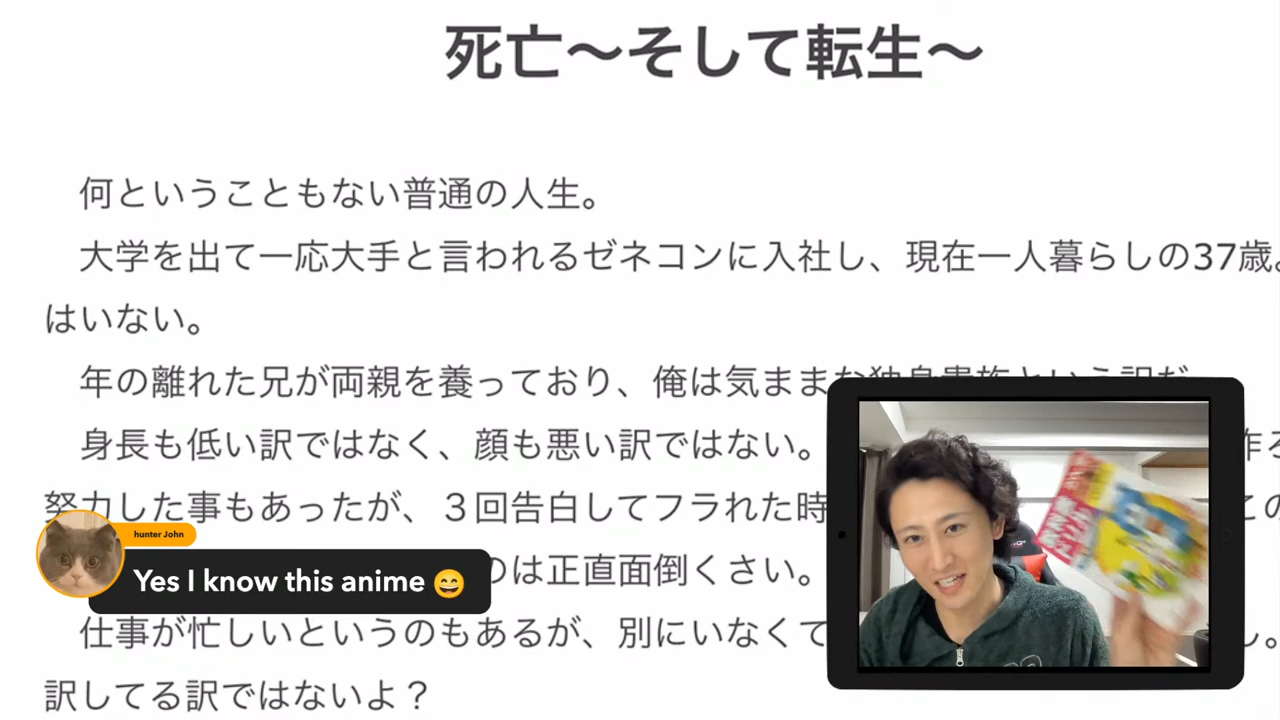 死亡〜そして転生〜
何ということもない普通の人生。
大学を出て一応大手と言われるゼネコンに入社し、現在一人暮らしの37歳。
はいない。
年の離れた兄が両親を養っており、俺は気ままな独身貴族という訳だ
身長も低い訳ではなく、顔も悪い訳ではない。
作る
努力した事もあったが、３回告白してフラれた時
この
hunter John
Yes I know this anime 😄
のは正直面倒くさい。
仕事が忙しいというのもあるが、別にいなくて
し。
訳してる訳ではないよ？